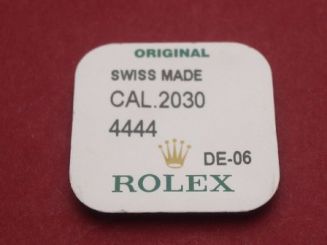 ORIGINAL
SWISS MADE
CAL.2030
4444
DE-06
ROLEX